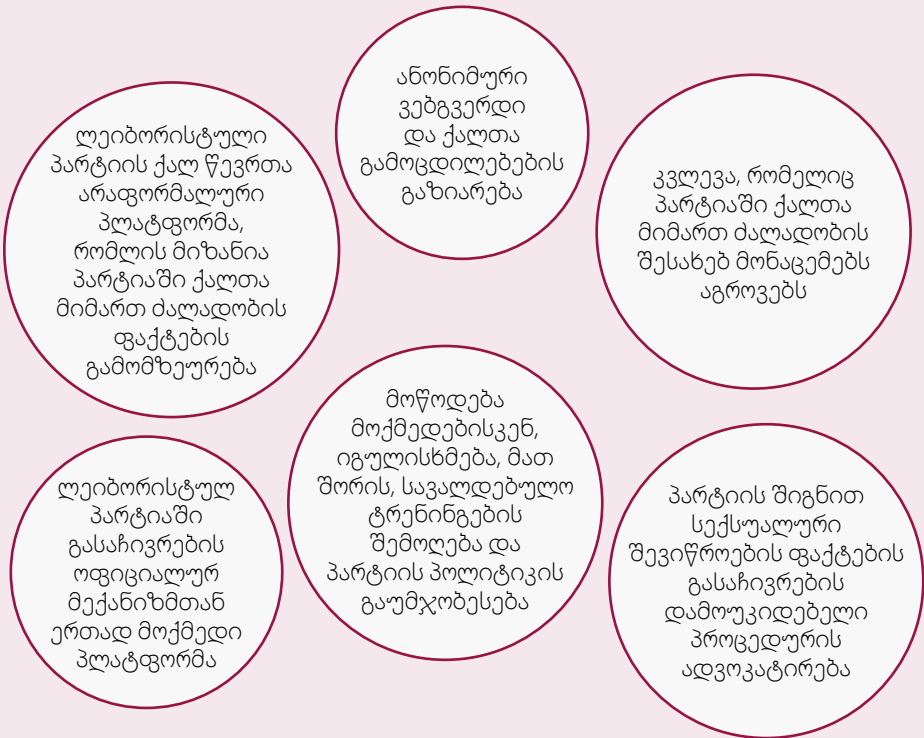 ლეიბორისტული
პარტიის ქალ წევრთა
არაფორმალური
პლატფორმა,
რომლის მიზანია
პარტიაში ქალთა
მიმართ ძალადობის
ფაქტების
გამომზეურება
ანონიმური
ვებგვერდი
და ქალთა
გამოცდილებების
გაზიარება
კვლევა, რომელიც
პარტიაში ქალთა
მიმართ ძალადობის
შესახებ მონაცემებს
აგროვებს
ლეიბორისტულ
პარტიაში
გასაჩივრების
ოფიციალურ
მექანიზმთან
ერთად მოქმედი
პლატფორმა
მოწოდება
მოქმედებისკენ,
იგულისხმება, მათ
შორის, სავალდებულო
ტრენინგების
შემოღება და
პარტიის პოლიტიკის
გაუმჯობესება
პარტიის შიგნით
სექსუალური
შევიწროების ფაქტების
გასაჩივრების
დამოუკიდებელი
პროცედურის
ადვოკატირება